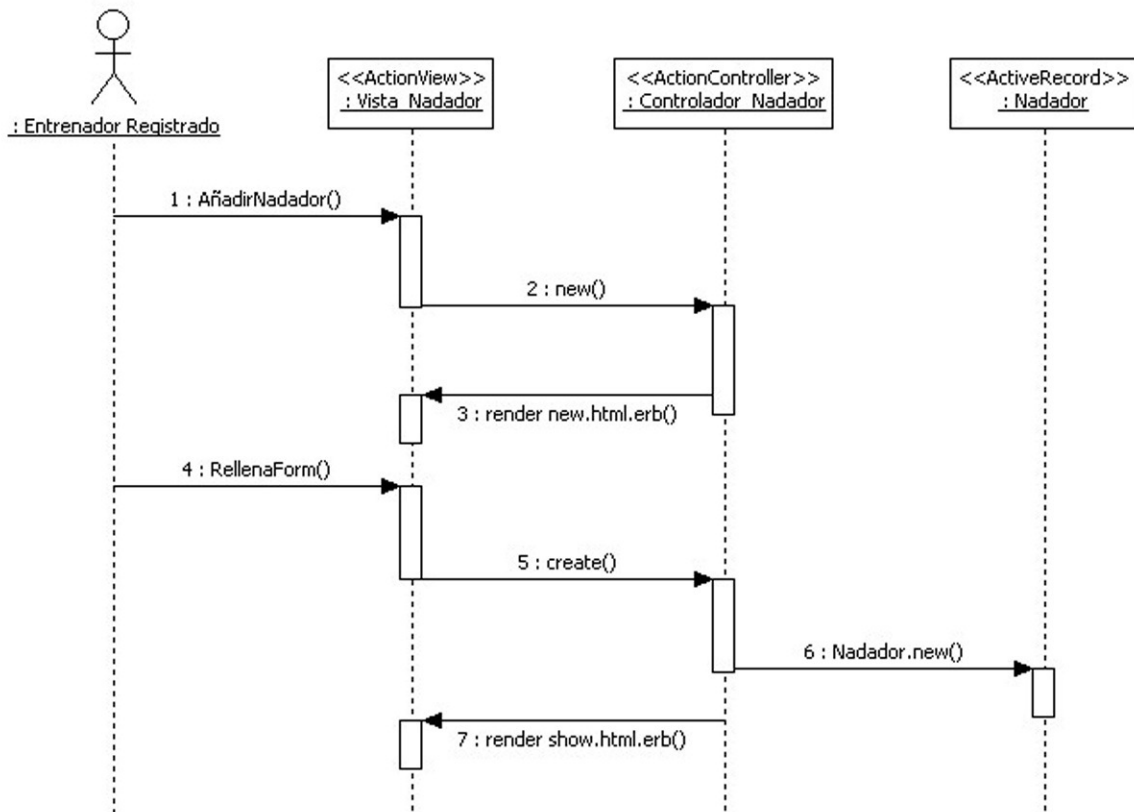 <<ActionView>>
: Vista_Nadador
<<ActionController>>
: Controlador_Nadador
<<ActiveRecord>>
: Nadador
: Entrenador Registrado
1 : AñadirNadador()
2 : new()
3 : render new.html.erb()
4 : RellenaForm()
5 : create()
6 : Nadador.new()
7 : render show.html.erb()